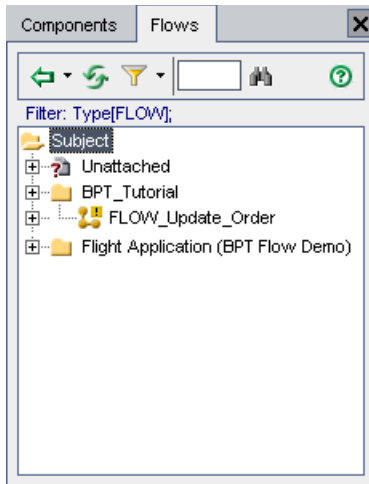 Components Flows
Filter: Type[FLOW];
Subject
Unattached
BPT_Tutorial
FLOW_Update_Order
Flight Application (BPT Flow Demo)